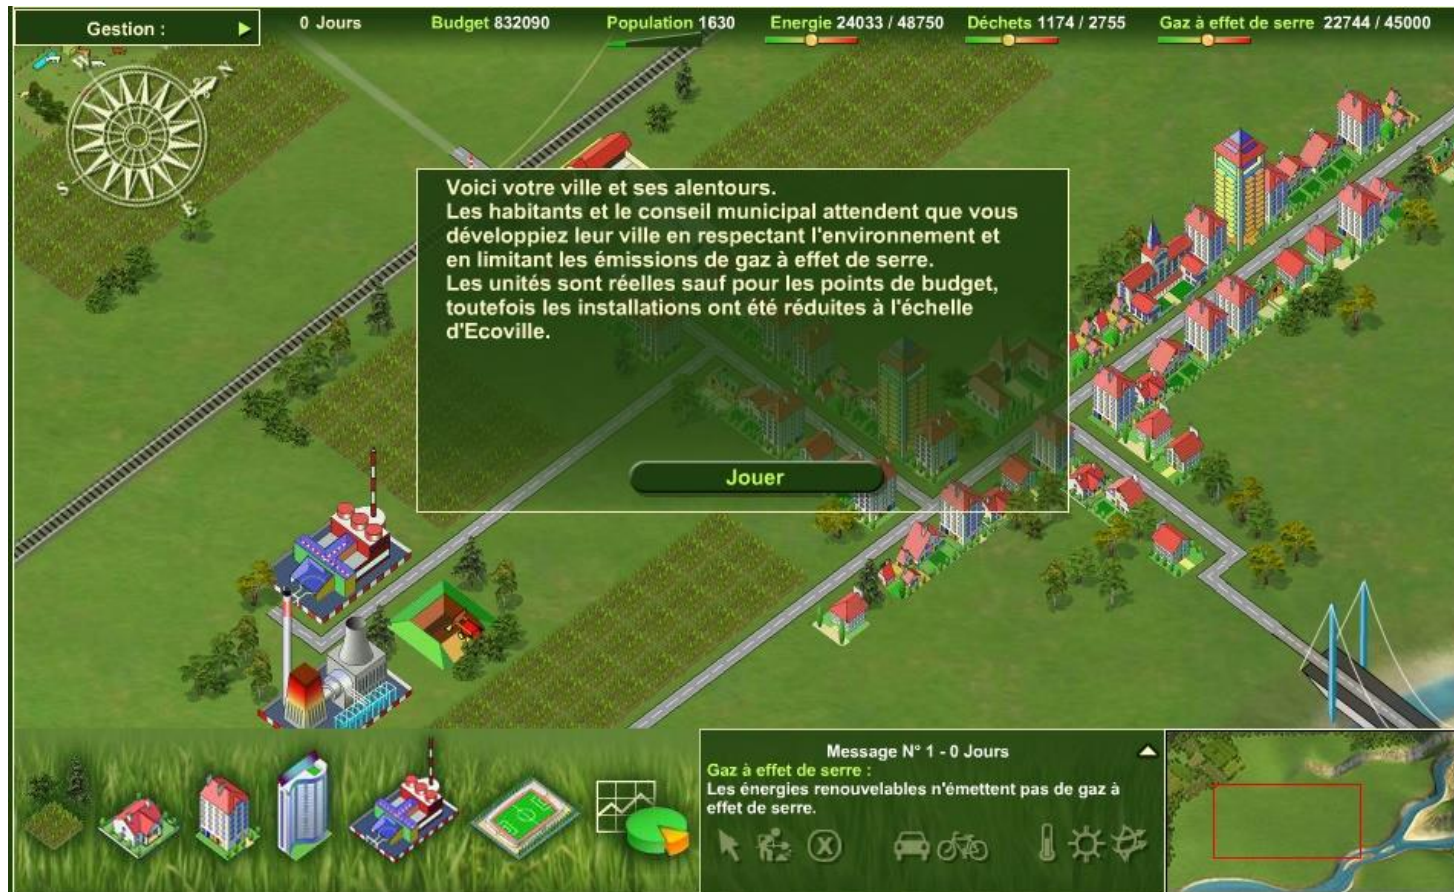 Gestion :
0 Jours
Budget 832090
Population 1630
Energie 24033 / 48750
Déchets 1174 / 2755
Gaz à effet de serre 22744 / 45000
N
W
S
E
Voici votre ville et ses alentours.
Les habitants et le conseil municipal attendent que vous
développiez leur ville en respectant l'environnement et
en limitant les émissions de gaz à effet de serre.
Les unités sont réelles sauf pour les points de budget,
toutefois les installations ont été réduites à l'échelle
d'Ecoville.
Jouer
Message N° 1 - 0 Jours
Gaz à effet de serre :
Les énergies renouvelables n'émettent pas de gaz à
effet de serre.
X